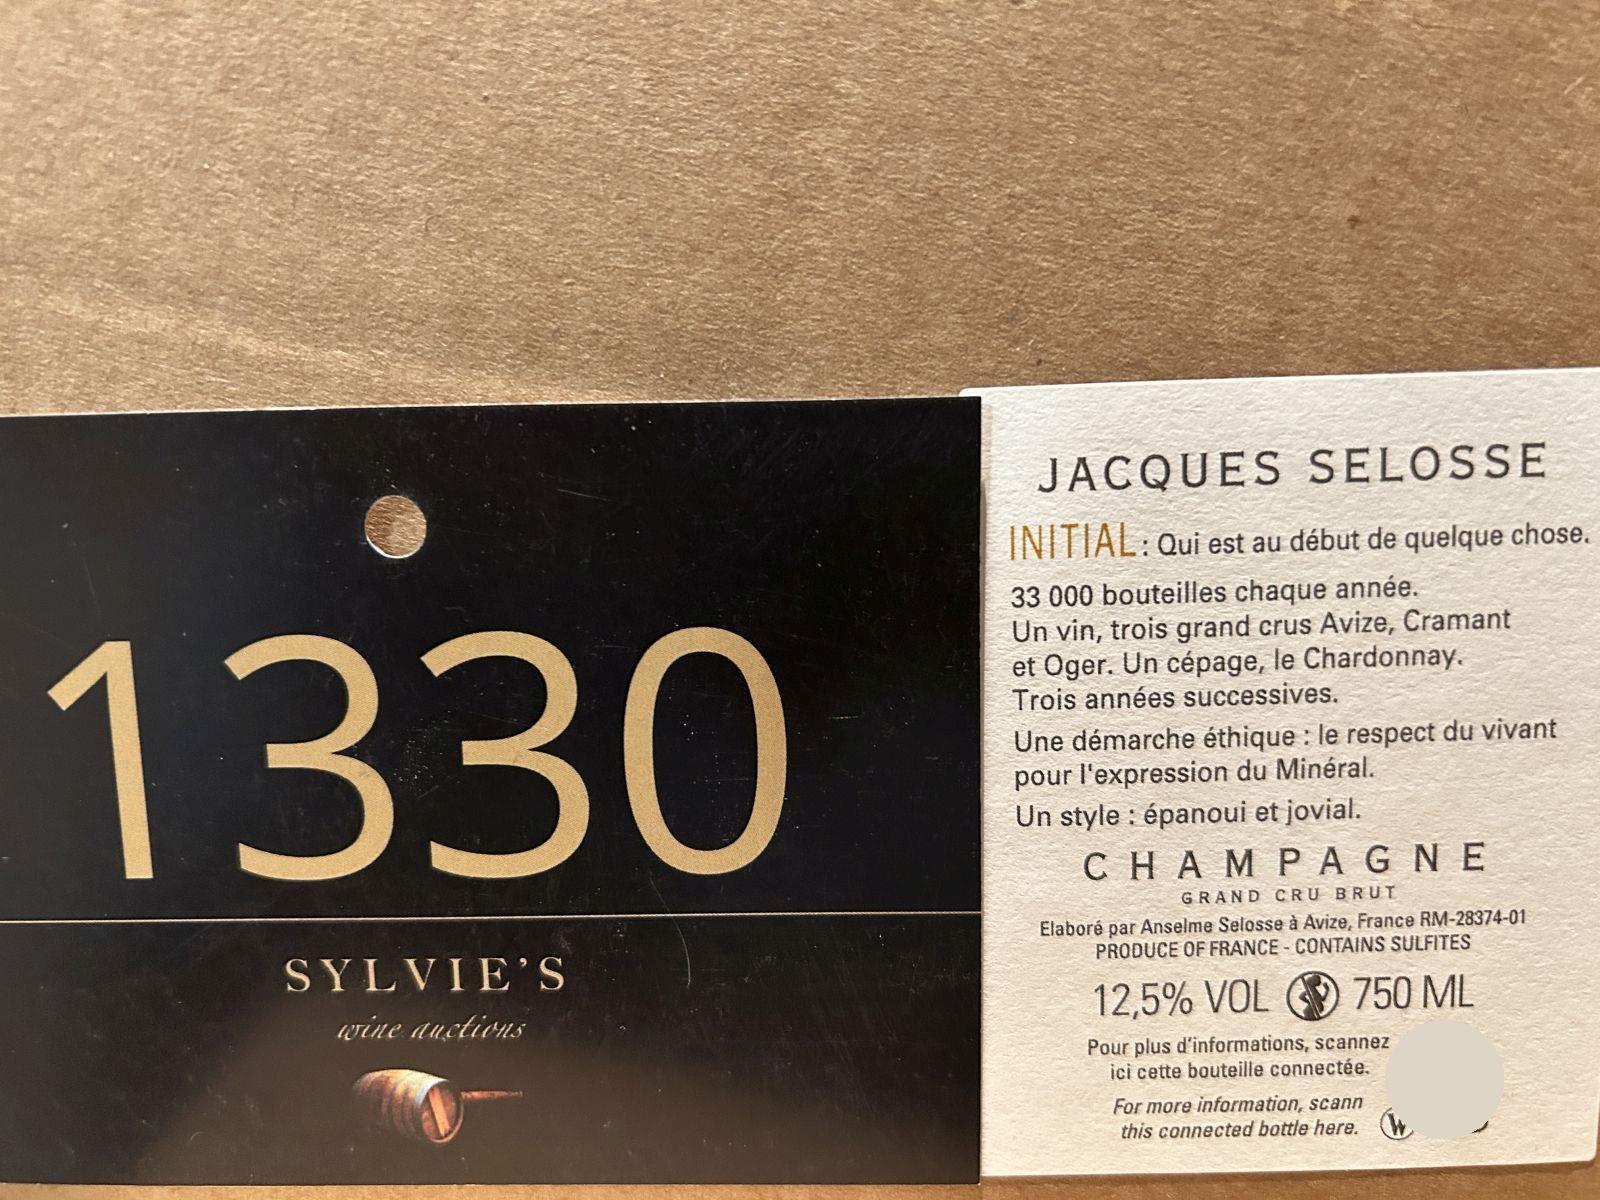 1330
SYLVIE'S
wine auctions
JACQUES SELOSSE
INITIAL : Qui est au début de quelque chose.
33 000 bouteilles chaque année.
Un vin, trois grand crus Avize, Cramant
et Oger. Un cépage, le Chardonnay.
Trois années successives.
Une démarche éthique : le respect du vivant
pour l'expression du Minéral.
Un style : épanoui et jovial.
CHAMPAGNE
GRAND CRU BRUT
Elaboré par Anselme Selosse à Avize, France RM-28374-01
PRODUCE OF FRANCE - CONTAINS SULFITES
12,5% VOL 750 ML
Pour plus d'informations, scannez
ici cette bouteille connectée.
For more information, scann
this connected bottle here.
W